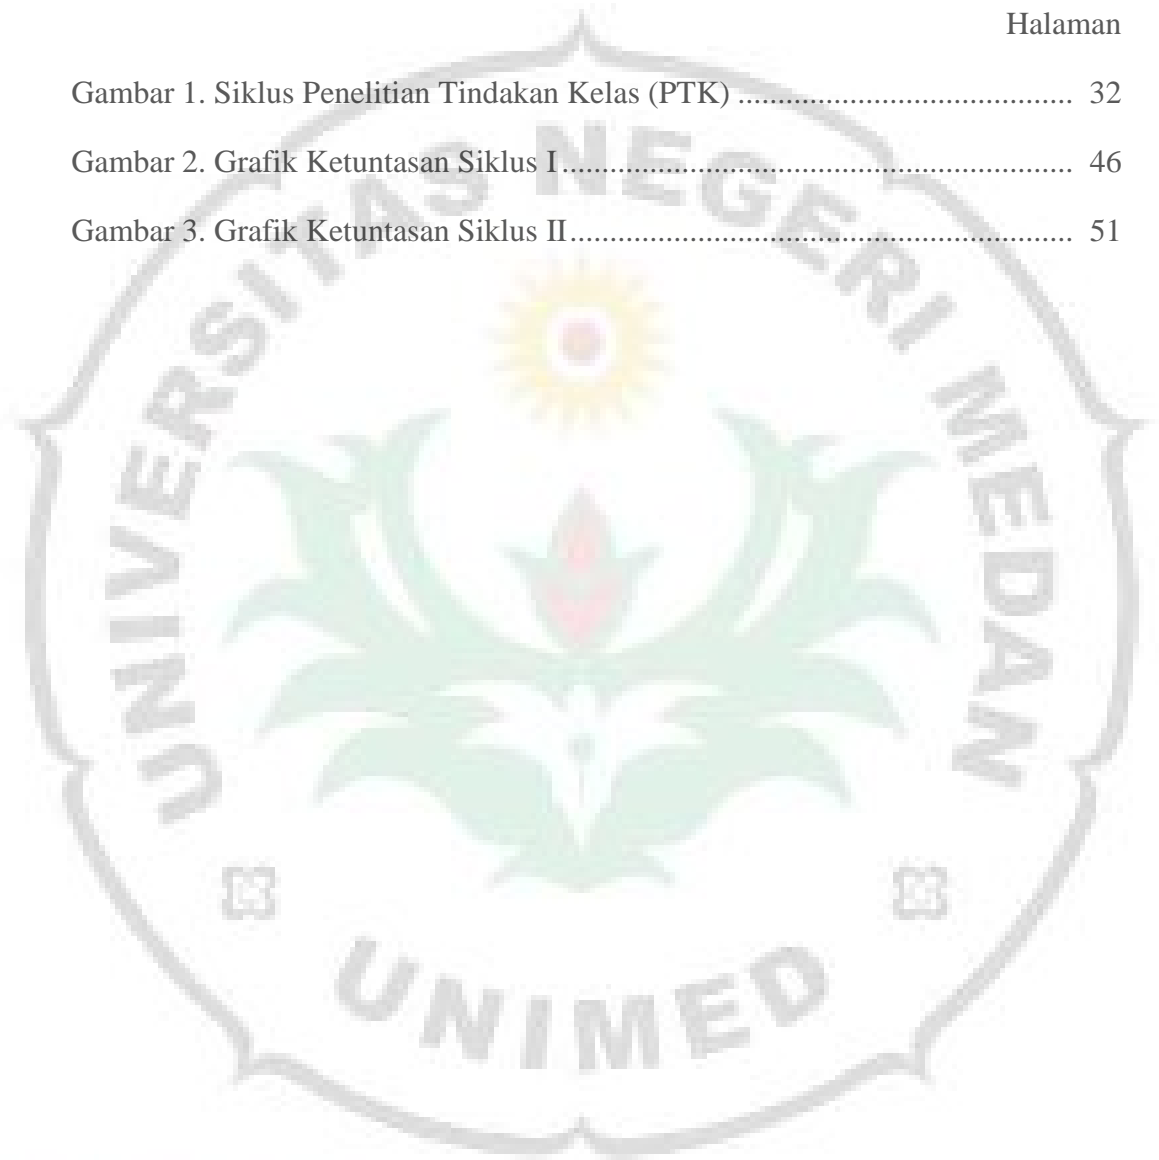 Halaman
Gambar 1. Siklus Penelitian Tindakan Kelas (PTK) .......................................... 32
Gambar 2. Grafik Ketuntasan Siklus I ................................................................ 46
Gambar 3. Grafik Ketuntasan Siklus II ............................................................... 51
UNIVERSITAS NEGERI MEDAN
UNIMED